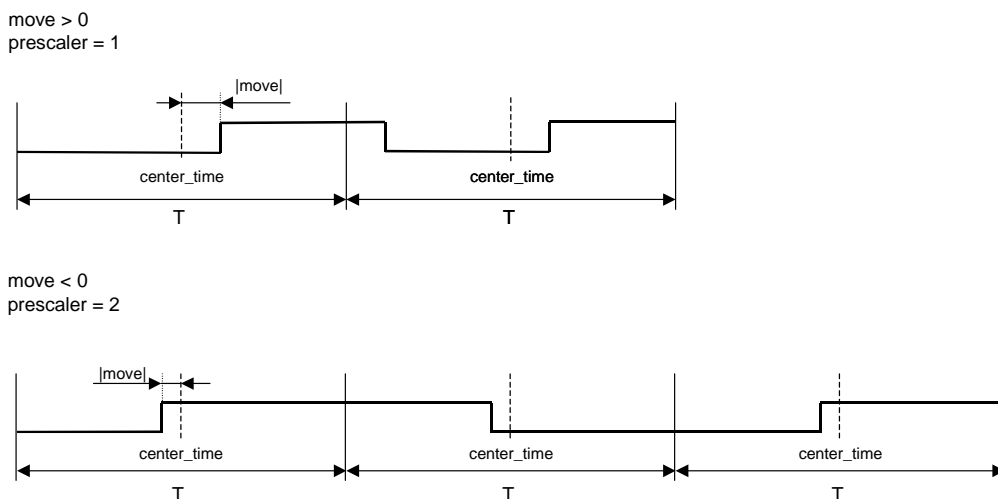 move > 0
prescaler = 1
|move|
center_time
center_time
T
T
move < 0
prescaler = 2
|move|
center_time
center_time
center_time
T
T
T